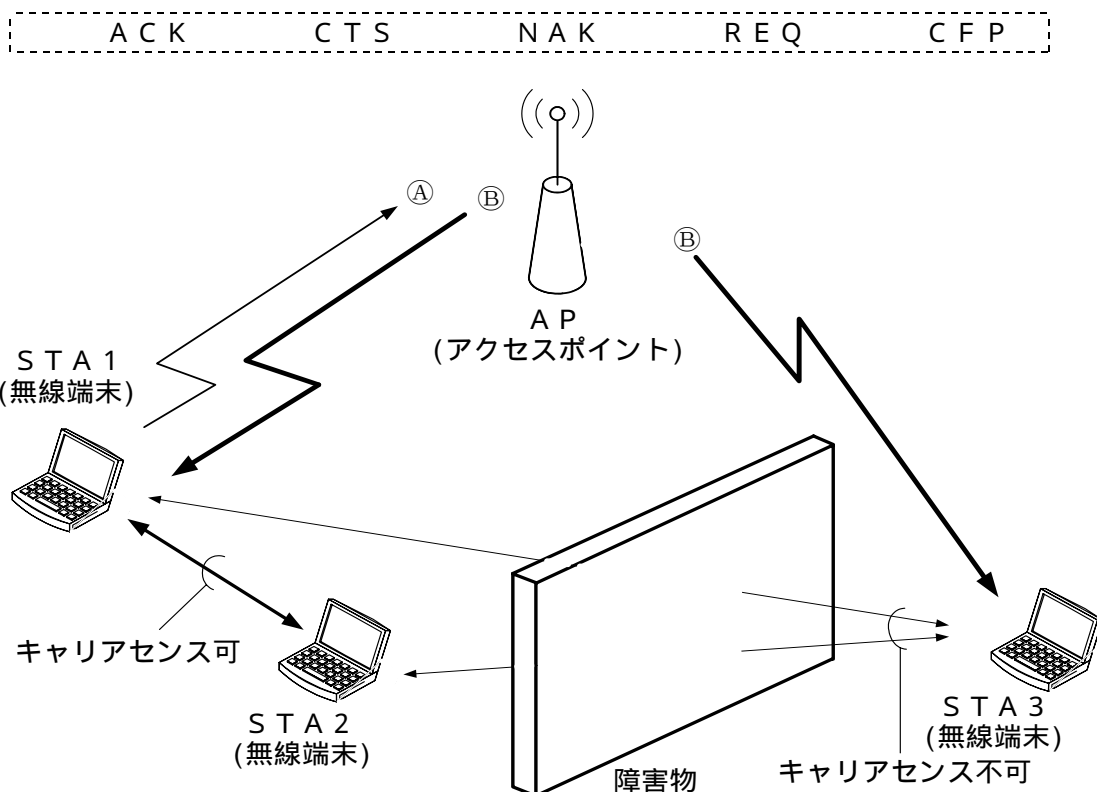 ACK CTS NAK REQ CFP
Ⓐ
Ⓑ
Ⓑ
AP
(アクセスポイント)
STA1
(無線端末)
キャリアセンス可
STA2
(無線端末)
STA3
(無線端末)
キャリアセンス不可
障害物